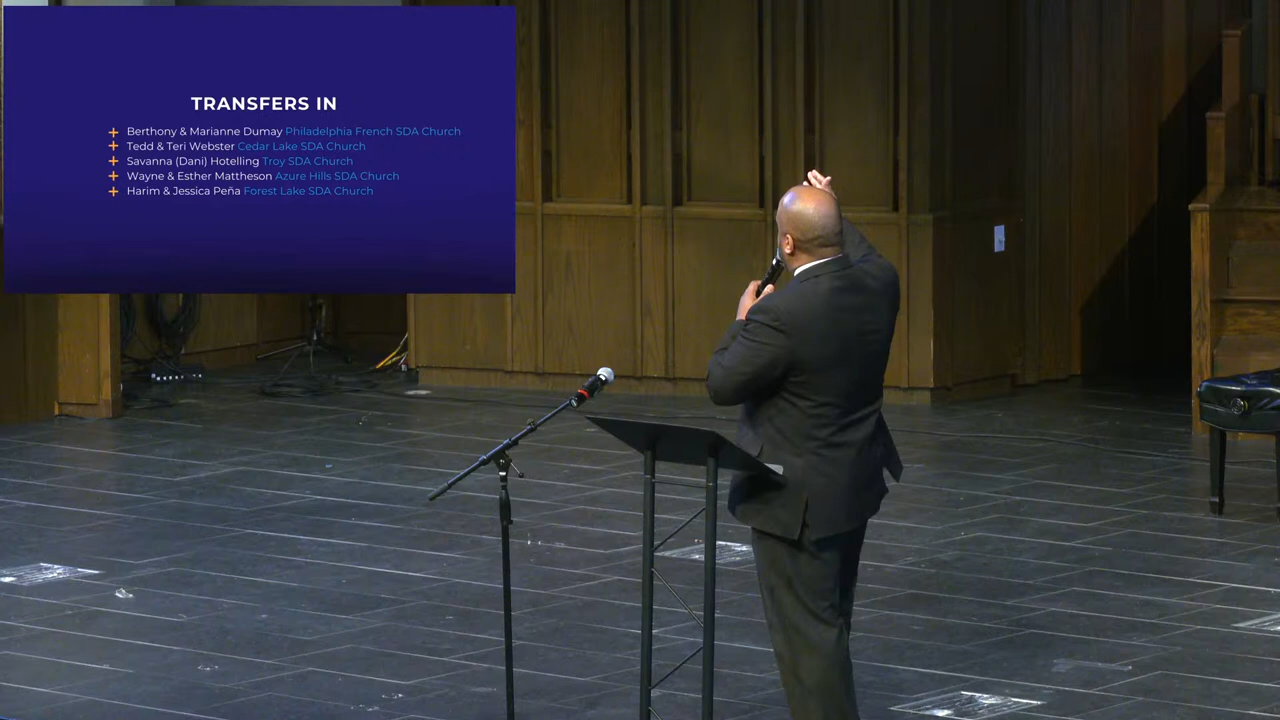 TRANSFERS IN
Berthony & Marianne Dumay Philadelphia French SDA Church
Tedd & Teri Webster Cedar Lake SDA Church
Savanna (Dani) Hotelling Troy SDA Church
Wayne & Esther Mattheson Azure Hills SDA Church
Harim & Jessica Peña Forest Lake SDA Church